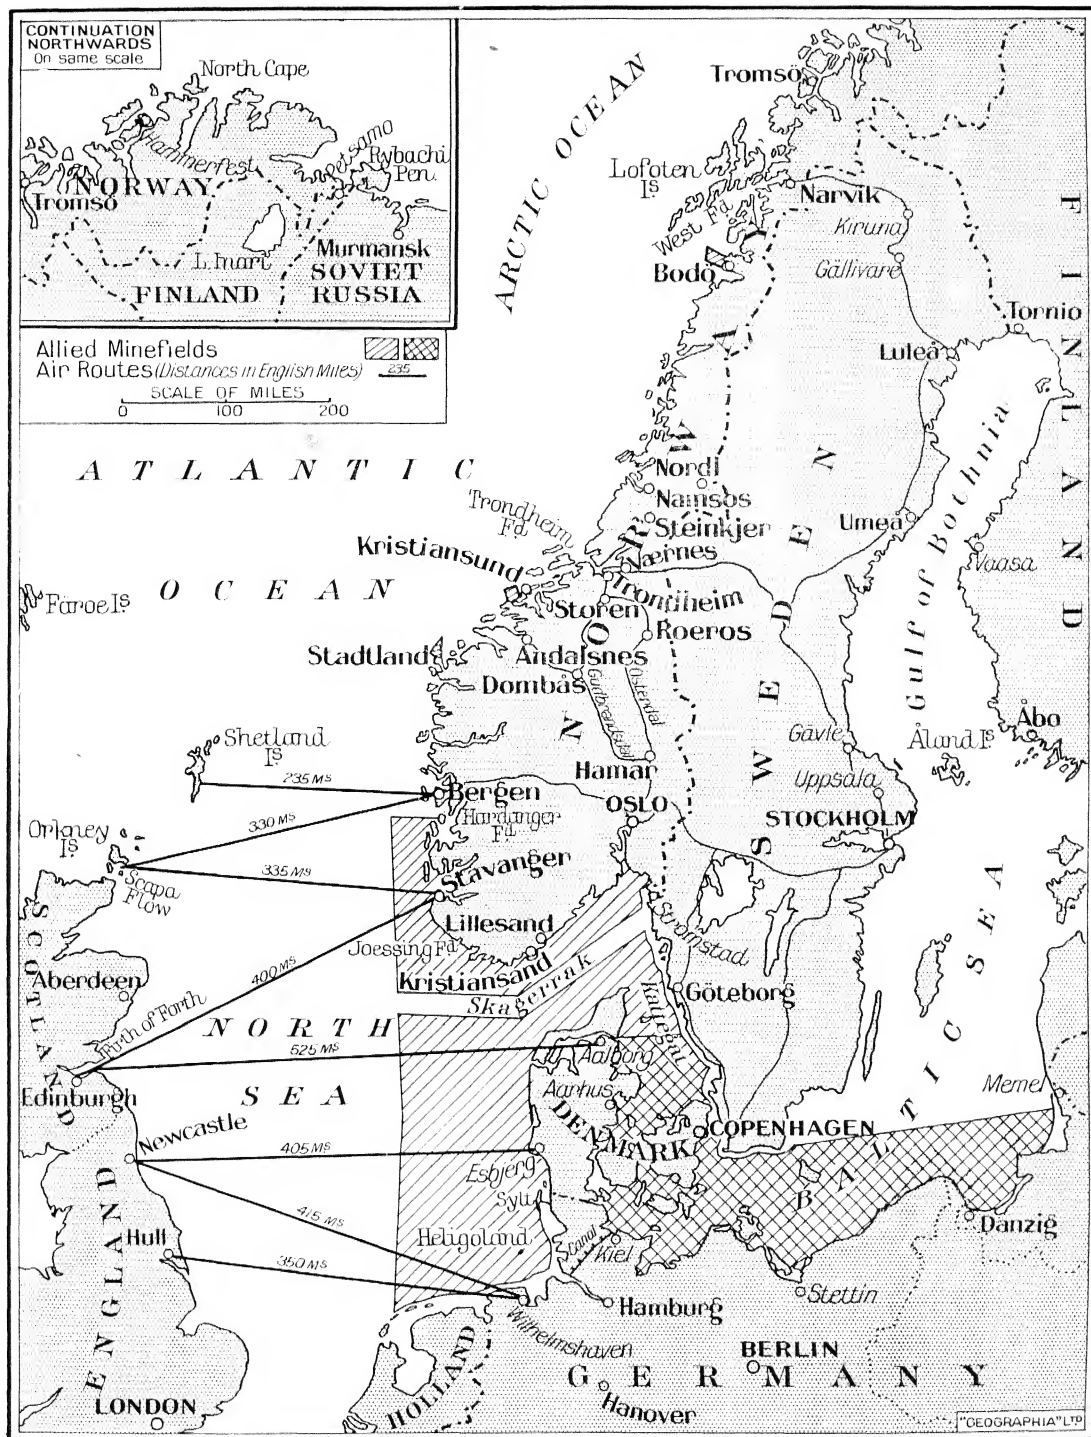 CONTINUATION
NORTHWARDS
On same scale
North Cape
Hammerfest
Petsamo
Rybachi
Pen.
NORWAY
Tromsö
L. Inari
Murmansk
SOVIET
RUSSIA
FINLAND
Allied Minefields
Air Routes (Distances in English Miles) 235
SCALE OF MILES
0 100 200
ARCTIC OCEAN
Tromsö
Lofoten
Is.
West Fd.
Narvik
Kiruna
Gällivare
Bodö
FINLAND
Tornio
Luleå
ATLANTIC
OCEAN
NORWAY
SWEDEN
Gulf of Bothnia
Nordl
Namsos
Steinkjer
Værnes
Trondheim
Fd.
Kristiansund
Umeå
Vaasa
Faroe Is
Storen
Trondheim
Roeros
Stadtland
Andalsnes
Dombås
Gudbrandsdal
Ostendal
Gävle
Åland Is.
Åbo
Shetland
Is
235 MS
Hamar
Uppsala
Bergen
OSLO
STOCKHOLM
330 MS
Hardanger
Fd.
Orkney
Is.
335 MS
Scapa
Flow
Stavanger
Lillesand
Joessing Fd.
Kristiansand
Strömstad
SCOTLAND
Aberdeen
400 MS
Firth of Forth
Skagerrak
Kattegat
Göteborg
NORTH
SEA
525 MS
Edinburgh
Aalborg
Aarhus
BALTIC SEA
Memel
Newcastle
405 MS
DENMARK
COPENHAGEN
Esbjerg
Sylt
415 MS
Heligoland
Canal
Kiel
Danzig
ENGLAND
Hull
350 MS
Hamburg
Stettin
Wilhelmshaven
HOLLAND
BERLIN
GERMANY
Hanover
LONDON
"GEOGRAPHIA" LTD